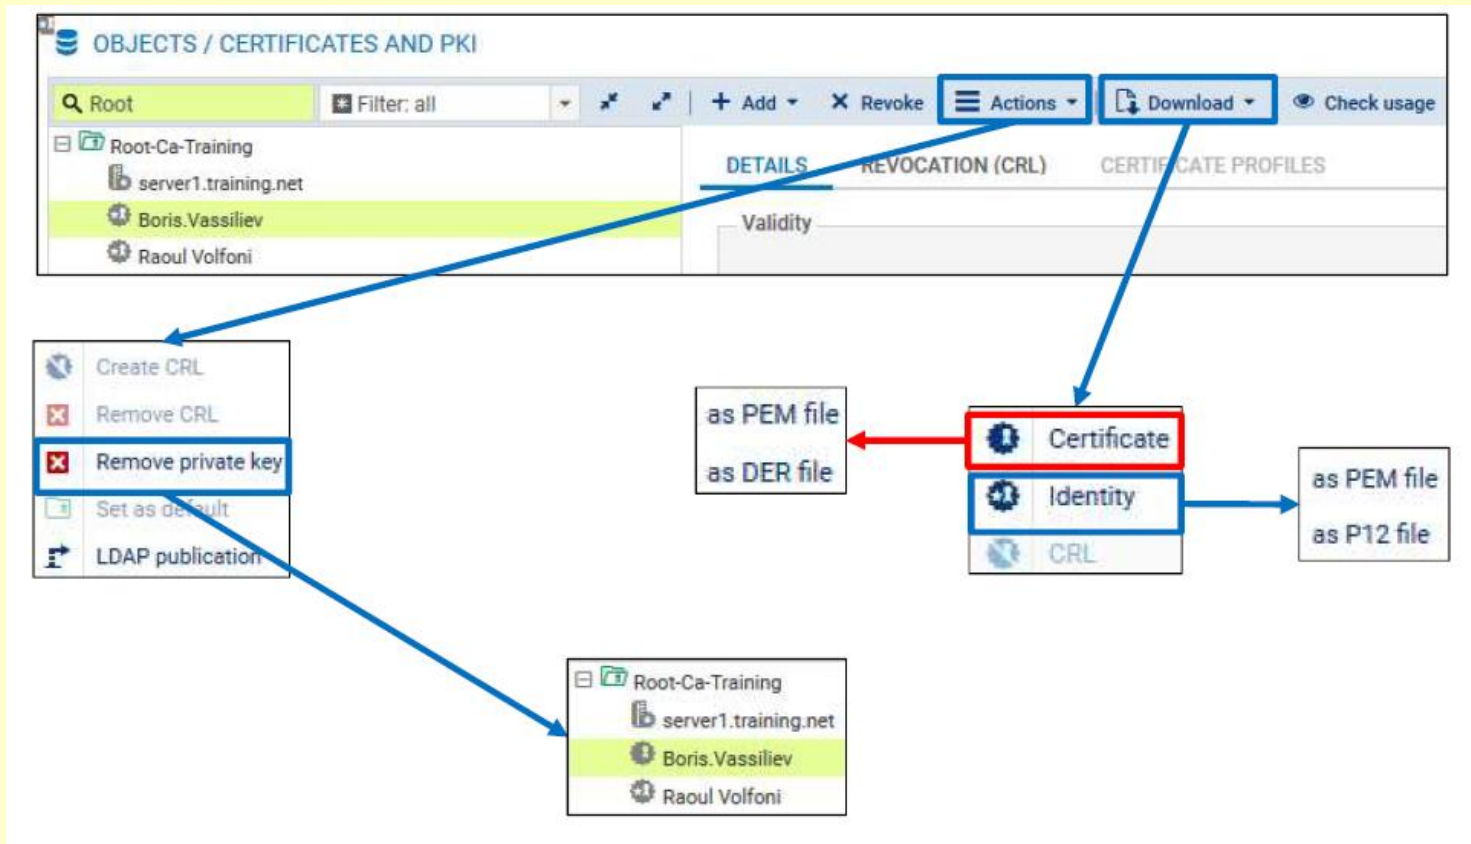 OBJECTS / CERTIFICATES AND PKI
Root
Filter: all
Add
Revoke
Actions
Download
Check usage
Root-Ca-Training
server1.training.net
Boris.Vassiliev
Raoul Volfoni
DETAILS
REVOCATION (CRL)
CERTIFICATE PROFILES
Validity
Create CRL
Remove CRL
Remove private key
Set as default
LDAP publication
as PEM file
as DER file
Certificate
Identity
CRL
as PEM file
as P12 file
Root-Ca-Training
server1.training.net
Boris.Vassiliev
Raoul Volfoni